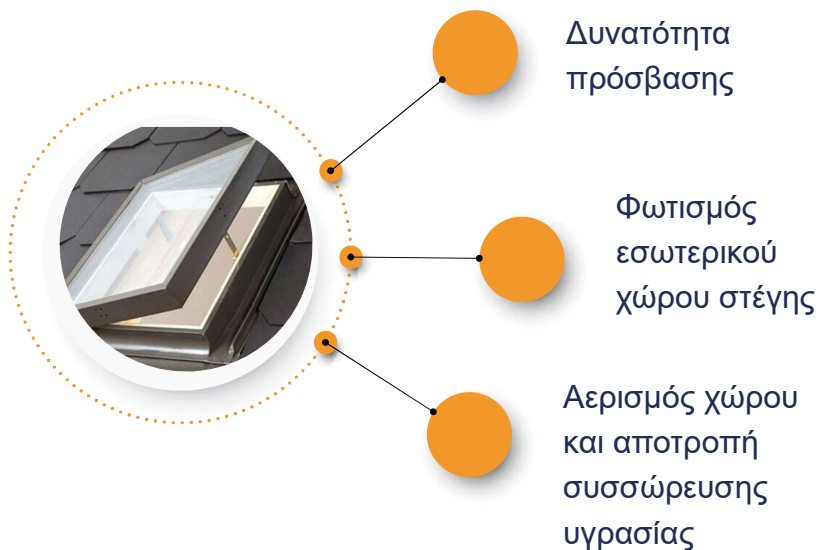 Δυνατότητα
πρόσβασης
Φωτισμός
εσωτερικού
χώρου στέγης
Αερισμός χώρου
και αποτροπή
συσσώρευσης
υγρασίας